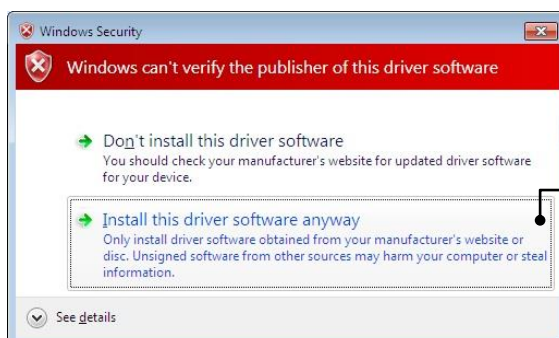 Windows Security
Windows can't verify the publisher of this driver software
Don't install this driver software
You should check your manufacturer's website for updated driver software
for your device.
Install this driver software anyway
Only install driver software obtained from your manufacturer's website or
disc. Unsigned software from other sources may harm your computer or steal
information.
See details